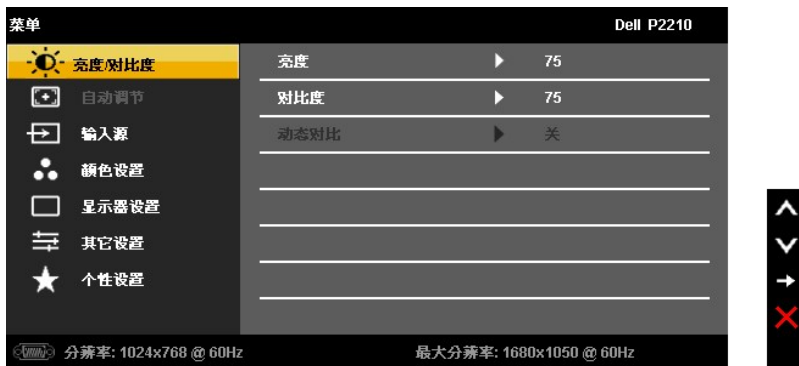 菜单 Dell P2210
亮度/对比度 亮度 75
自动调节 对比度 75
输入源 动态对比 关
颜色设置
显示器设置
其它设置
个性设置
分辨率: 1024x768 @ 60Hz 最大分辨率: 1680x1050 @ 60Hz